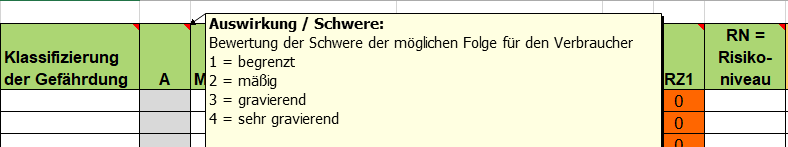 Auswirkung / Schwere:
Bewertung der Schwere der möglichen Folge für den Verbraucher
1 = begrenzt
2 = mäßig
3 = gravierend
4 = sehr gravierend
Klassifizierung
der Gefährdung
A
M
RZ1
RN =
Risiko-
niveau
0
0
0